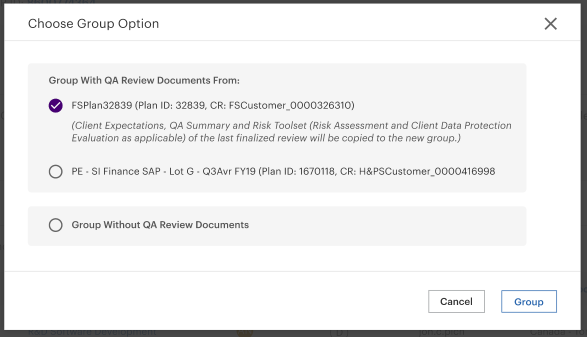 Choose Group Option
Group With QA Review Documents From:
FSPlan32839 (Plan ID: 32839, CR: FSCustomer_0000326310)
(Client Expectations, QA Summary and Risk Toolset (Risk Assessment and Client Data Protection
Evaluation as applicable) of the last finalized review will be copied to the new group.)
PE - SI Finance SAP - Lot G - Q3Avr FY19 (Plan ID: 1670118, CR: H&PSCustomer_0000416998
Group Without QA Review Documents
Cancel Group